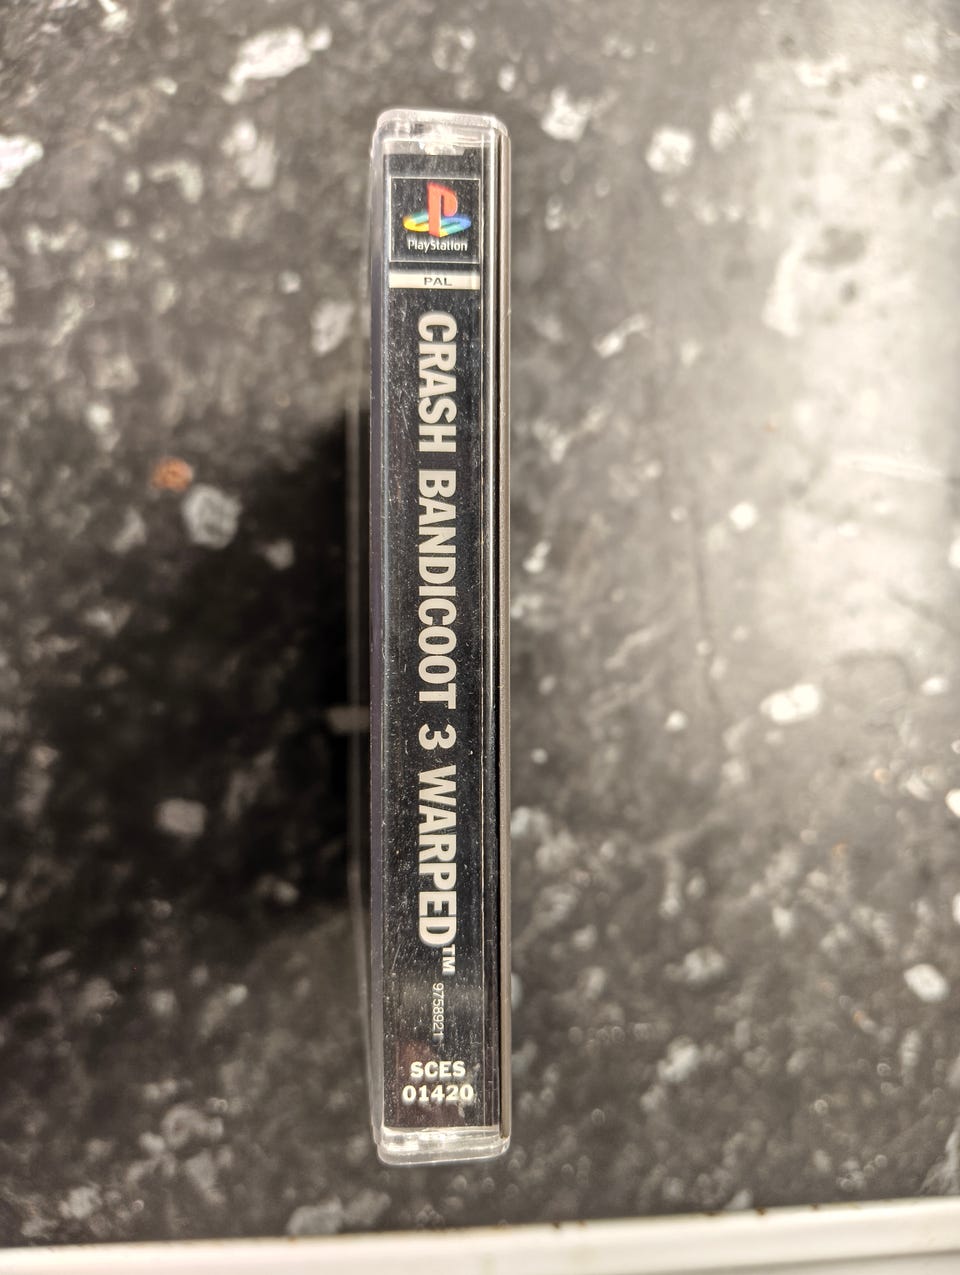 PlayStation
PAL
CRASH BANDICOOT 3 WARPED™
9758921
SCES
01420